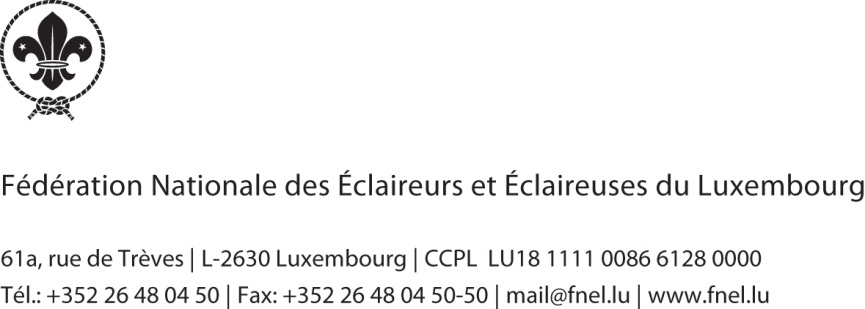 Fédération Nationale des Éclaireurs et Éclaireuses du Luxembourg
61a, rue de Trèves | L-2630 Luxembourg | CCPL  LU18 1111 0086 6128 0000
Tél.: +352 26 48 04 50 | Fax: +352 26 48 04 50-50 | mail@fnel.lu | www.fnel.lu